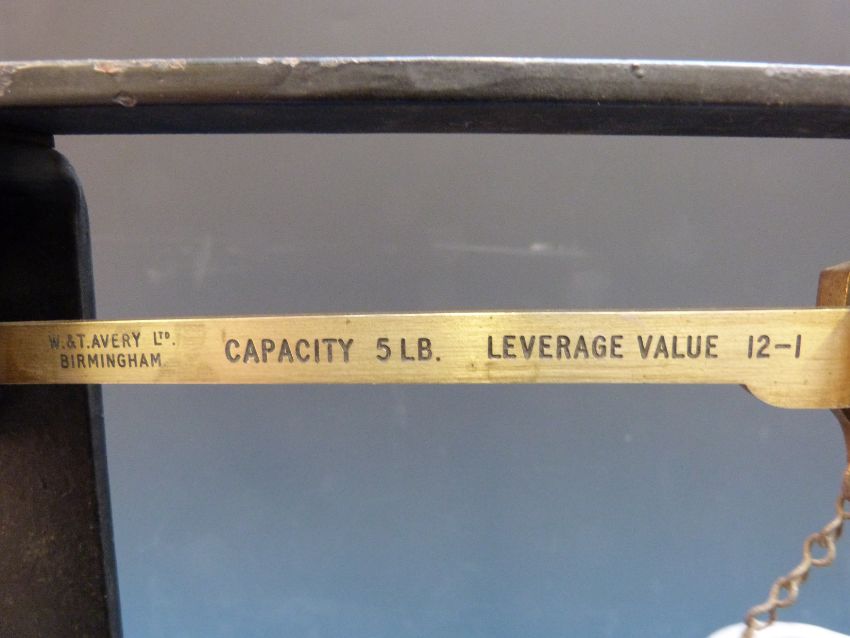 W.&T.AVERY LTD.
BIRMINGHAM.
CAPACITY 5 LB. LEVERAGE VALUE 12-1